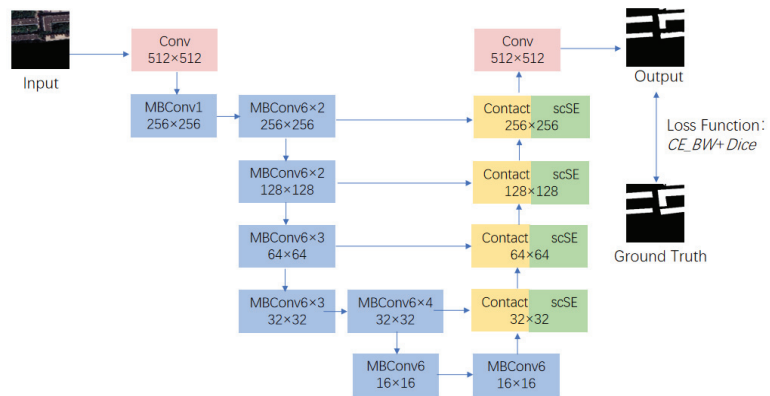 Input
Conv
512×512
Conv
512×512
Output
MBConv1
256×256
MBConv6×2
256×256
Contact scSE
256×256
Loss Function:
CE_BW+Dice
MBConv6×2
128×128
Contact scSE
128×128
MBConv6×3
64×64
Contact scSE
64×64
Ground Truth
MBConv6×3
32×32
MBConv6×4
32×32
Contact scSE
32×32
MBConv6
16×16
MBConv6
16×16